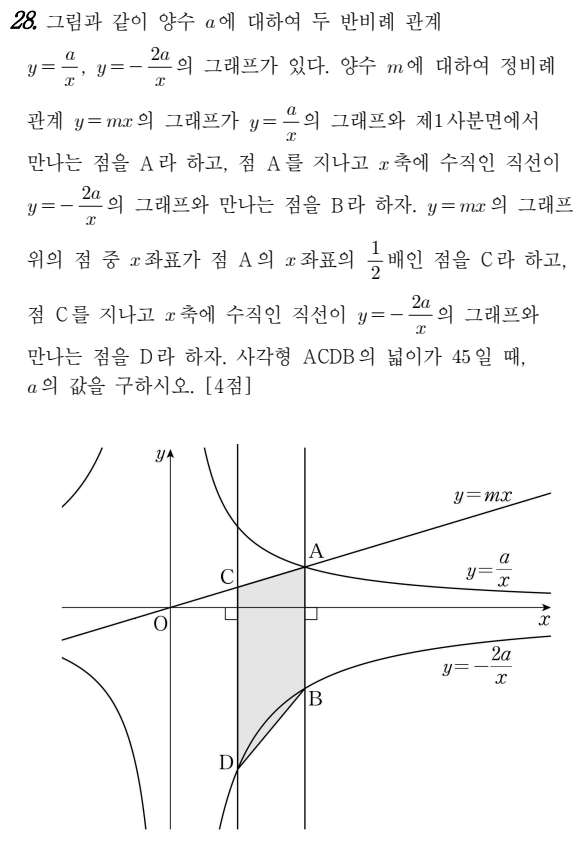 28. 그림과 같이 양수 a에 대하여 두 반비례 관계
y=a/x, y=-2a/x의 그래프가 있다. 양수 m에 대하여 정비례
관계 y=mx의 그래프가 y=a/x의 그래프와 제1사분면에서
만나는 점을 A라 하고, 점 A를 지나고 x축에 수직인 직선이
y=-2a/x의 그래프와 만나는 점을 B라 하자. y=mx의 그래프
위의 점 중 x좌표가 점 A의 x좌표의 1/2배인 점을 C라 하고,
점 C를 지나고 x축에 수직인 직선이 y=-2a/x의 그래프와
만나는 점을 D라 하자. 사각형 ACDB의 넓이가 45일 때,
a의 값을 구하시오. [4점]
y
y=mx
A
y=a/x
C
O
x
y=-2a/x
B
D